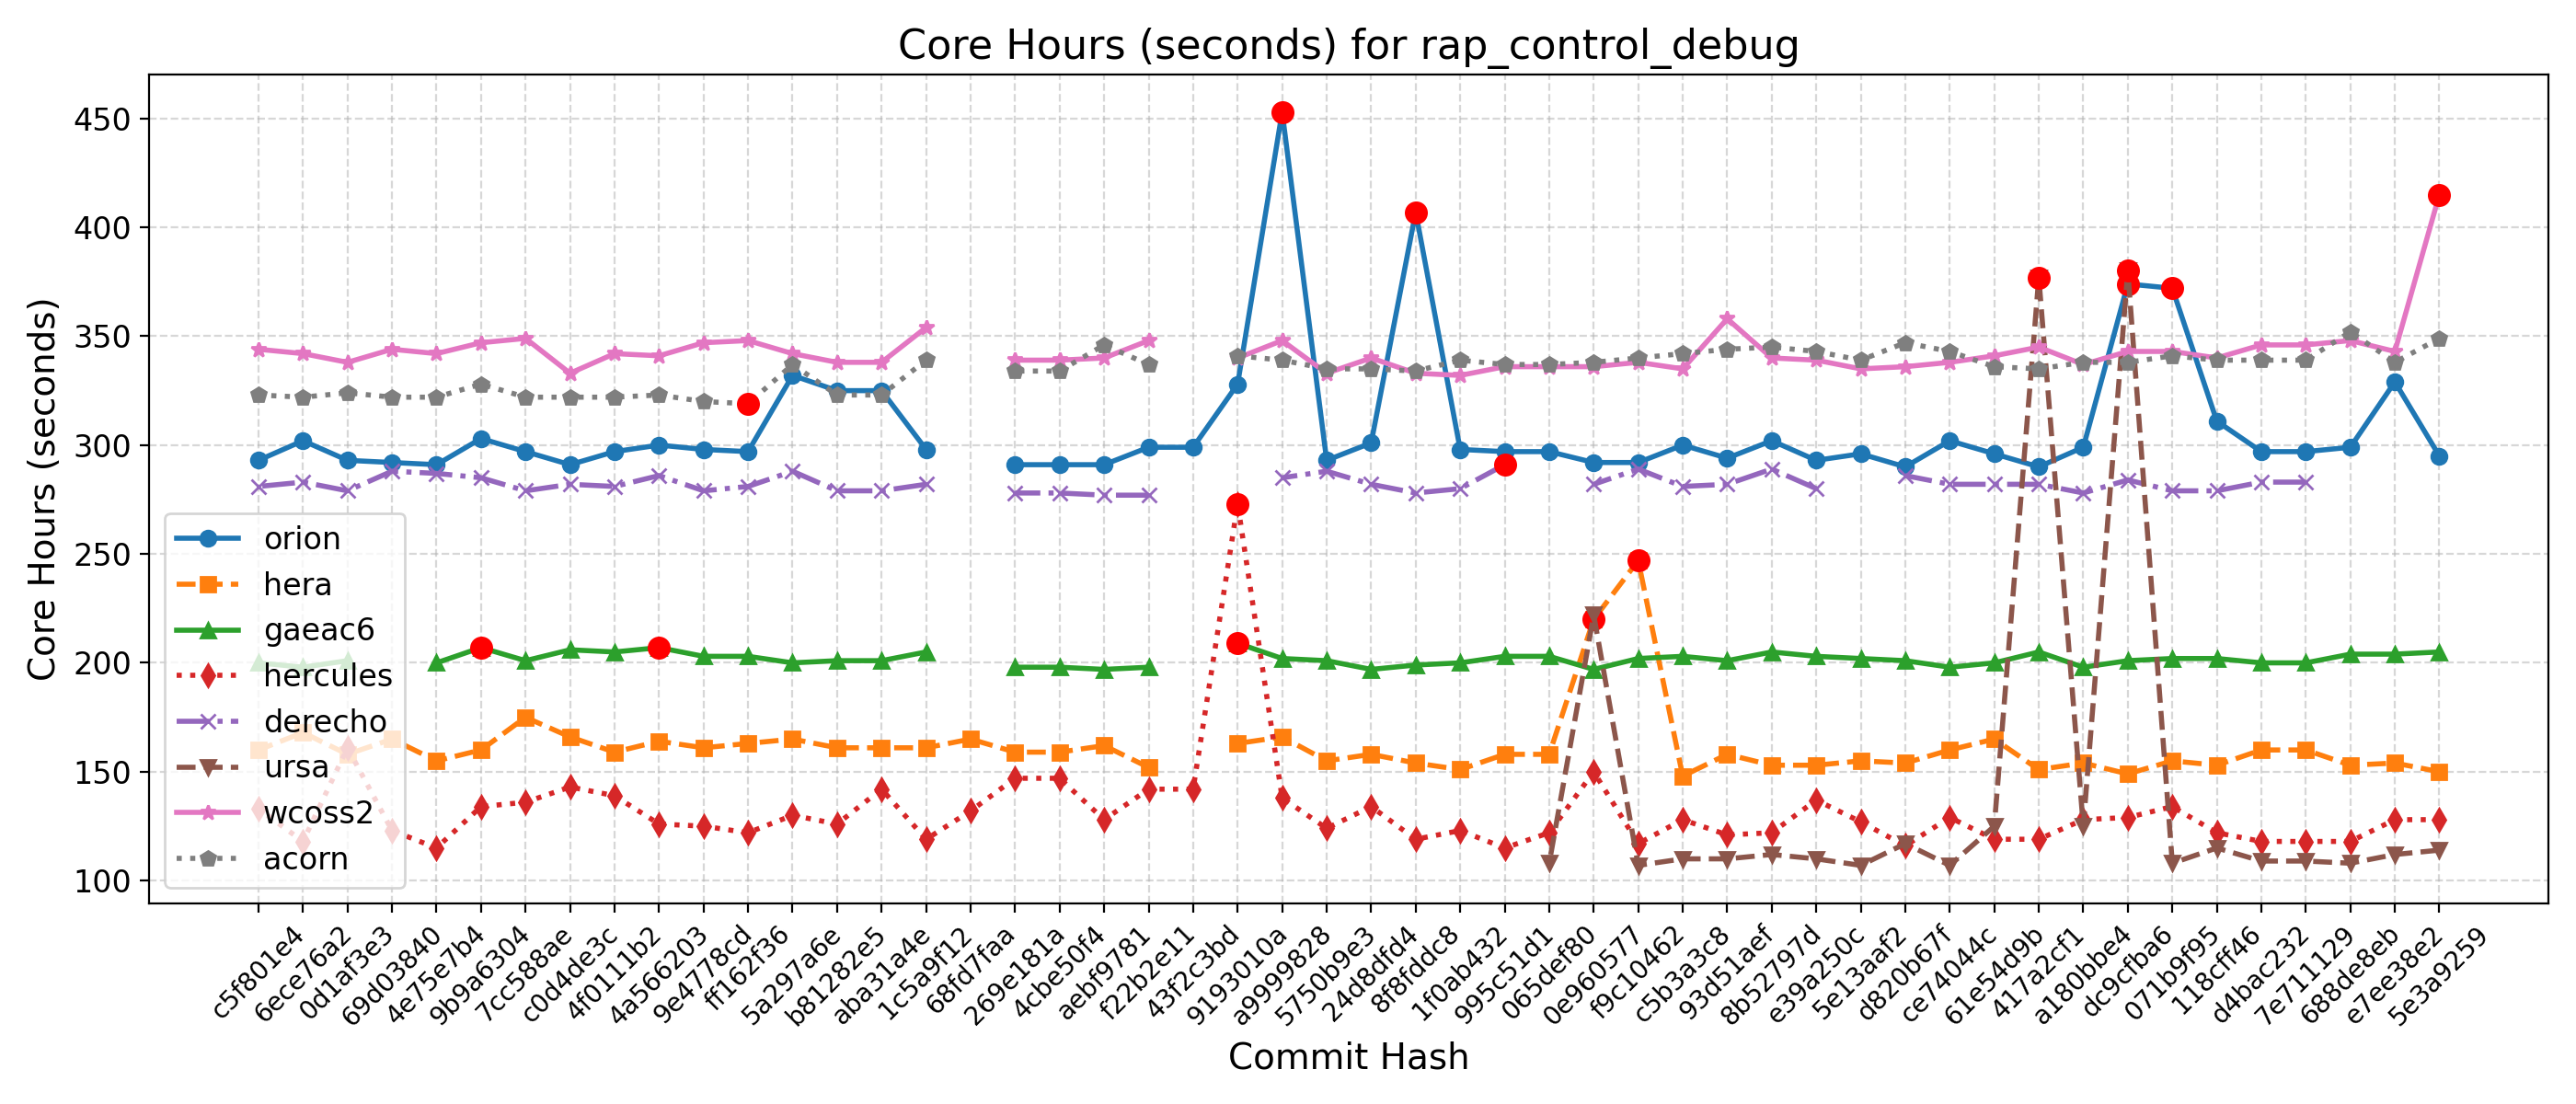 Core Hours (seconds) for rap_control_debug
Core Hours (seconds)
450
400
350
300
250
200
150
100
orion
hera
gaeac6
hercules
derecho
ursa
wcoss2
acorn
c5f801e4
6ece76a2
0d1af3e3
69d03840
4e75e7b4
9b9a6304
7cc588ae
c0d4de3c
4f0111b2
4a566203
9e4778cd
ff162f36
5a297a6e
b81282e5
aba31a4e
1c5a9f12
68fd7faa
269e181a
4cbe50f4
aebf9781
f22b2e11
43f2c3bd
9193010a
a9999828
5750b9e3
24d8dfd4
8f8fddc8
1f0ab432
995c51d1
065def80
0e960577
f9c10462
c5b3a3c8
93d51aef
8b52797d
e39a250c
5e13aaf2
d820b67f
ce74044c
61e54d9b
417a2cf1
a180bbe4
dc9cfba6
071b9f95
118cff46
d4bac232
7e711129
688de8eb
e7ee38e2
5e3a9259
Commit Hash